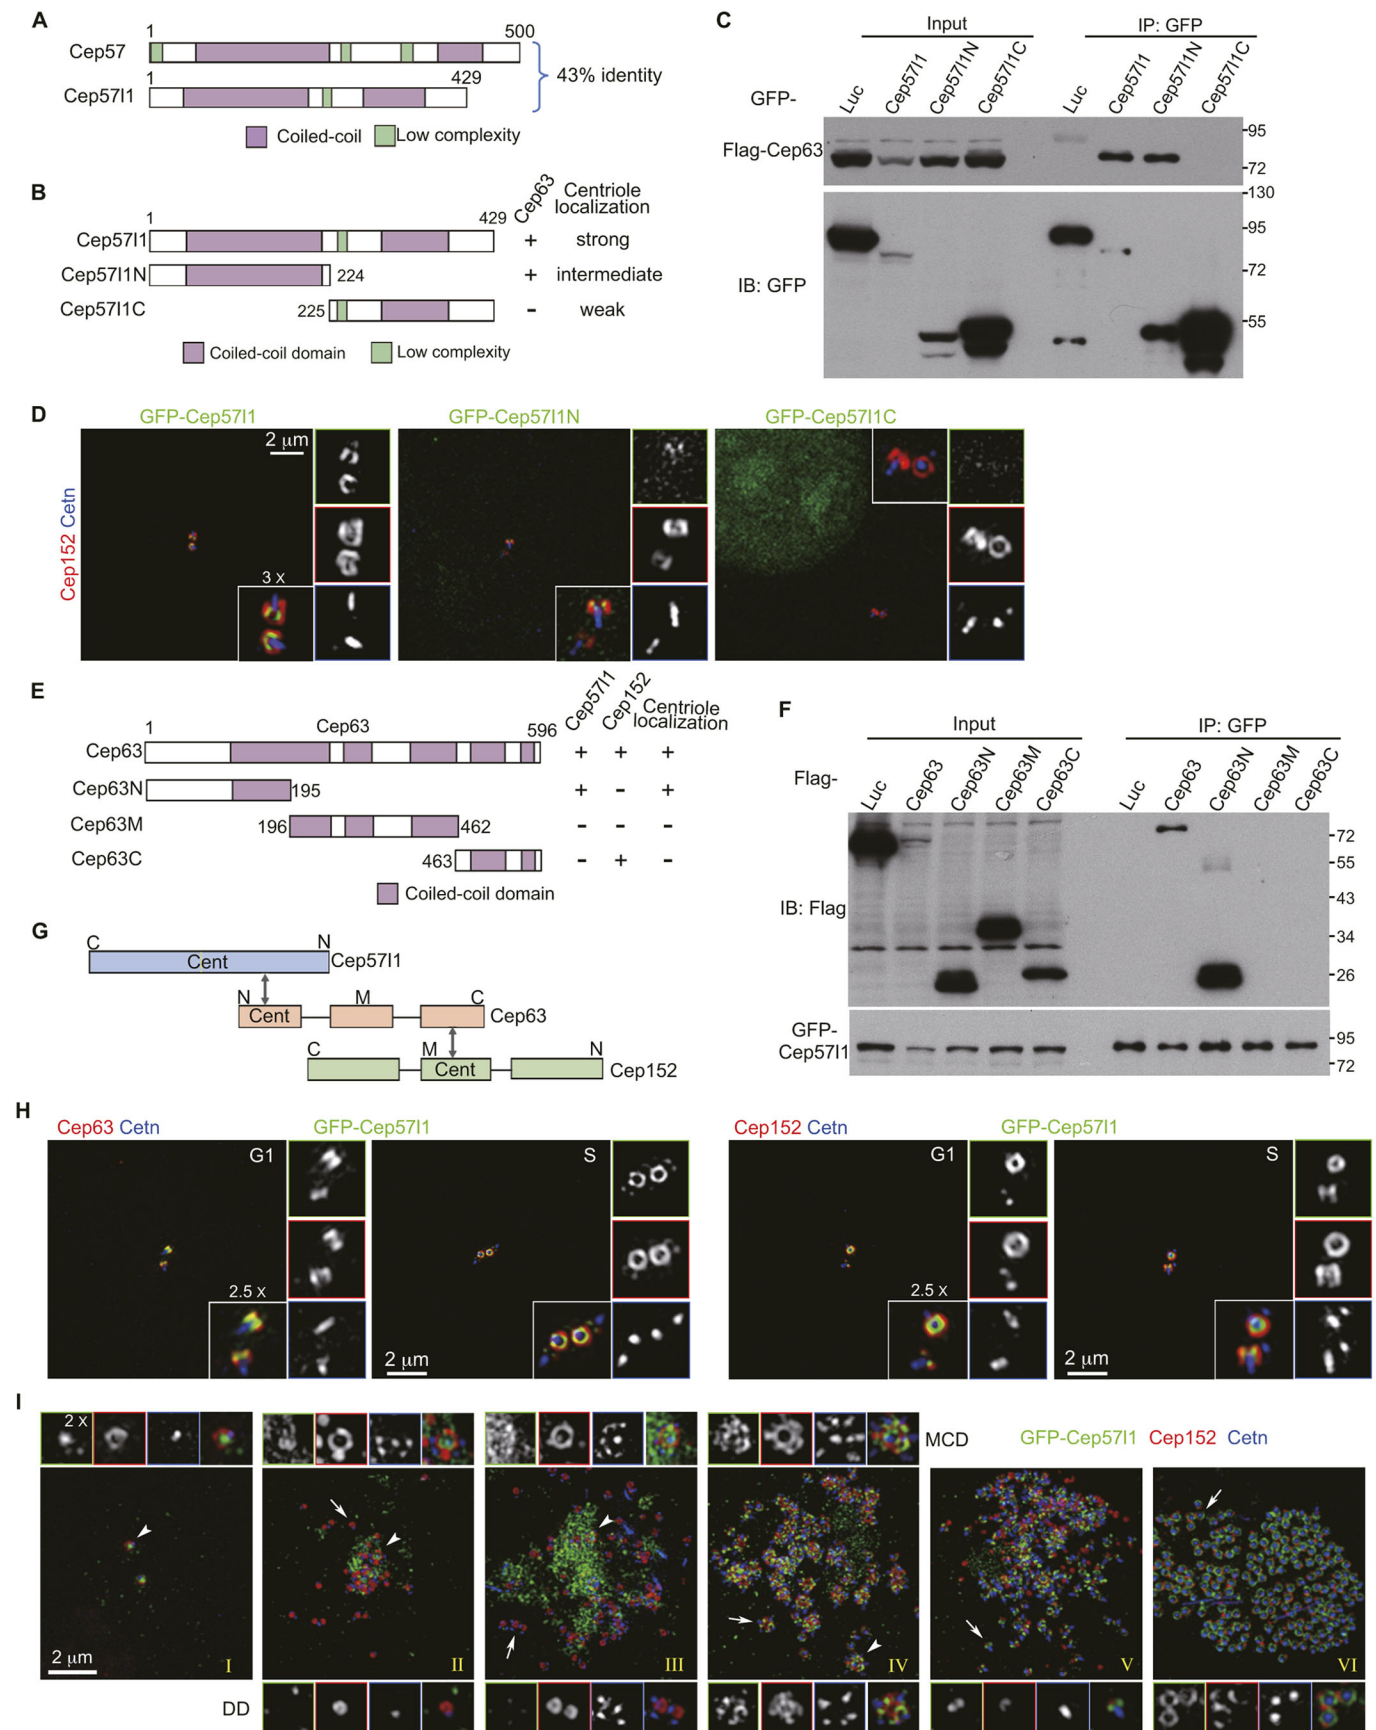 A
1
500
Cep57
1
429
Cep57l1
43% identity
Coiled-coil
Low complexity
B
Cep63
Centriole
localization
1
429
Cep57l1
+
strong
Cep57l1N
224
+
intermediate
Cep57l1C
225
-
weak
Coiled-coil domain
Low complexity
C
Input
IP: GFP
GFP-
Luc
Cep57l1
Cep57l1N
Cep57l1C
Luc
Cep57l1
Cep57l1N
Cep57l1C
Flag-Cep63
-95
-72
-130
-95
-72
-55
IB: GFP
D
GFP-Cep57l1
GFP-Cep57l1N
GFP-Cep57l1C
2 μm
Cep152 Cetn
3 x
E
Cep57l1
Cep152
Centriole
localization
1
Cep63
596
Cep63
+ + +
Cep63N
195
+ - +
Cep63M
196
462
- - -
Cep63C
463
- + -
Coiled-coil domain
F
Input
IP: GFP
Flag-
Luc
Cep63
Cep63N
Cep63M
Cep63C
Luc
Cep63
Cep63N
Cep63M
Cep63C
IB: Flag
-72
-55
-43
-34
-26
GFP-
Cep57l1
-95
-72
G
C
N
Cent
Cep57l1
N
M
C
Cent
Cep63
C
M
N
Cent
Cep152
H
Cep63 Cetn
GFP-Cep57l1
G1
S
2.5 x
2 μm
Cep152 Cetn
GFP-Cep57l1
G1
S
2.5 x
2 μm
I
2 x
MCD
GFP-Cep57l1 Cep152 Cetn
2 μm
I
II
III
IV
V
VI
DD